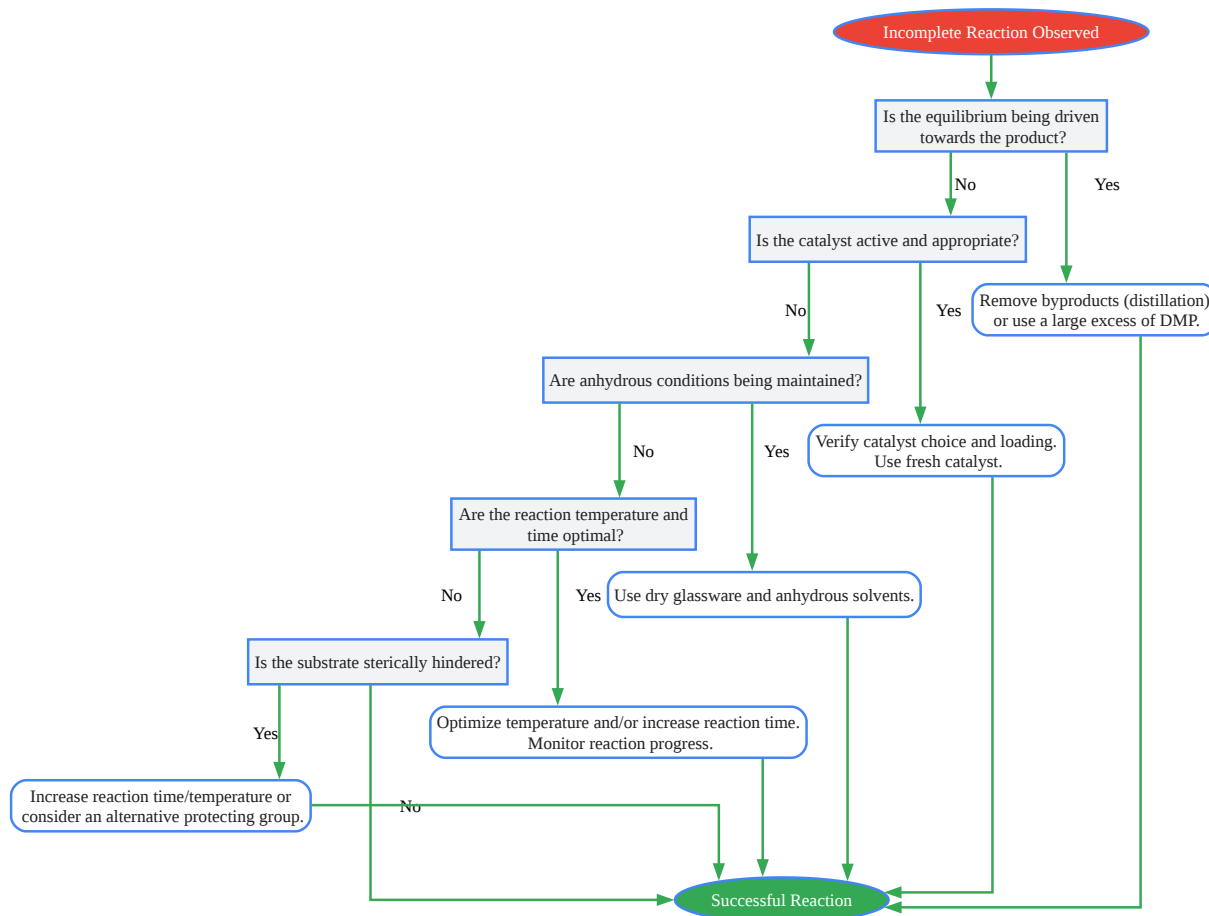 Incomplete Reaction Observed
Is the equilibrium being driven
towards the product?
No
Yes
Is the catalyst active and appropriate?
Remove byproducts (distillation)
or use a large excess of DMP.
No
Yes
Are anhydrous conditions being maintained?
Verify catalyst choice and loading.
Use fresh catalyst.
No
Yes
Are the reaction temperature and
time optimal?
No
Yes
Use dry glassware and anhydrous solvents.
Is the substrate sterically hindered?
Optimize temperature and/or increase reaction time.
Monitor reaction progress.
Yes
Increase reaction time/temperature or
consider an alternative protecting group.
No
Successful Reaction